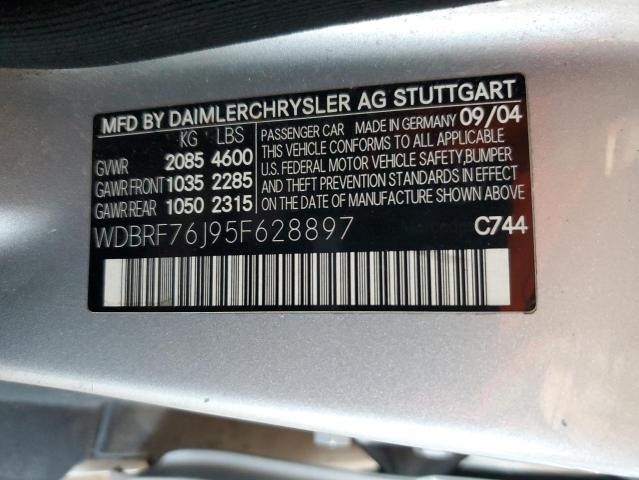 MFD BY DAIMLERCHRYSLER AG STUTTGART
KG LBS
GVWR 2085 4600
GAWR FRONT 1035 2285
GAWR REAR 1050 2315
PASSENGER CAR MADE IN GERMANY 09/04
THIS VEHICLE CONFORMS TO ALL APPLICABLE
U.S. FEDERAL MOTOR VEHICLE SAFETY,BUMPER
AND THEFT PREVENTION STANDARDS IN EFFECT
ON THE DATE OF MANUFACTURE SHOWN ABOVE
WDBRF76J95F628897
C744